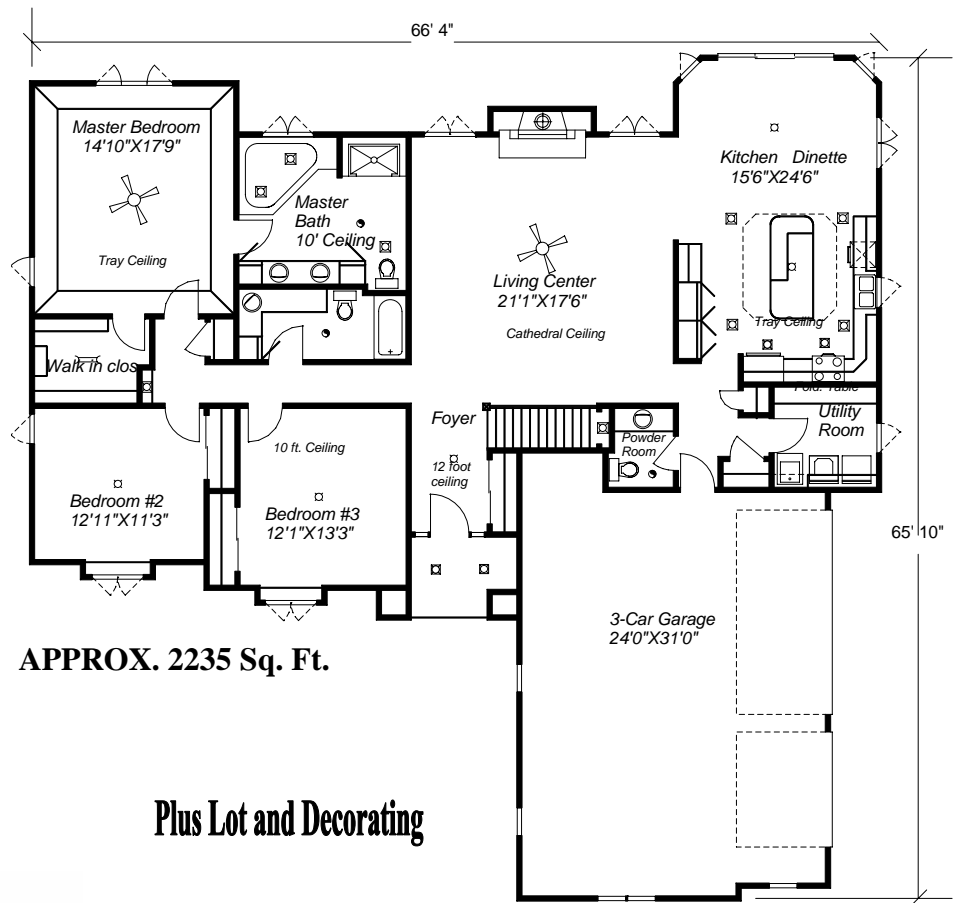 66' 4"
Master Bedroom
14'10"X17'9"
Tray Ceiling
Master
Bath
10' Ceiling
Living Center
21'1"X17'6"
Cathedral Ceiling
Kitchen Dinette
15'6"X24'6"
Tray Ceiling
Fold. Table
Utility
Room
Walk in clos
Foyer
12 foot
ceiling
Powder
Room
10 ft. Ceiling
Bedroom #2
12'11"X11'3"
Bedroom #3
12'1"X13'3"
65' 10"
3-Car Garage
24'0"X31'0"
APPROX. 2235 Sq. Ft.
Plus Lot and Decorating